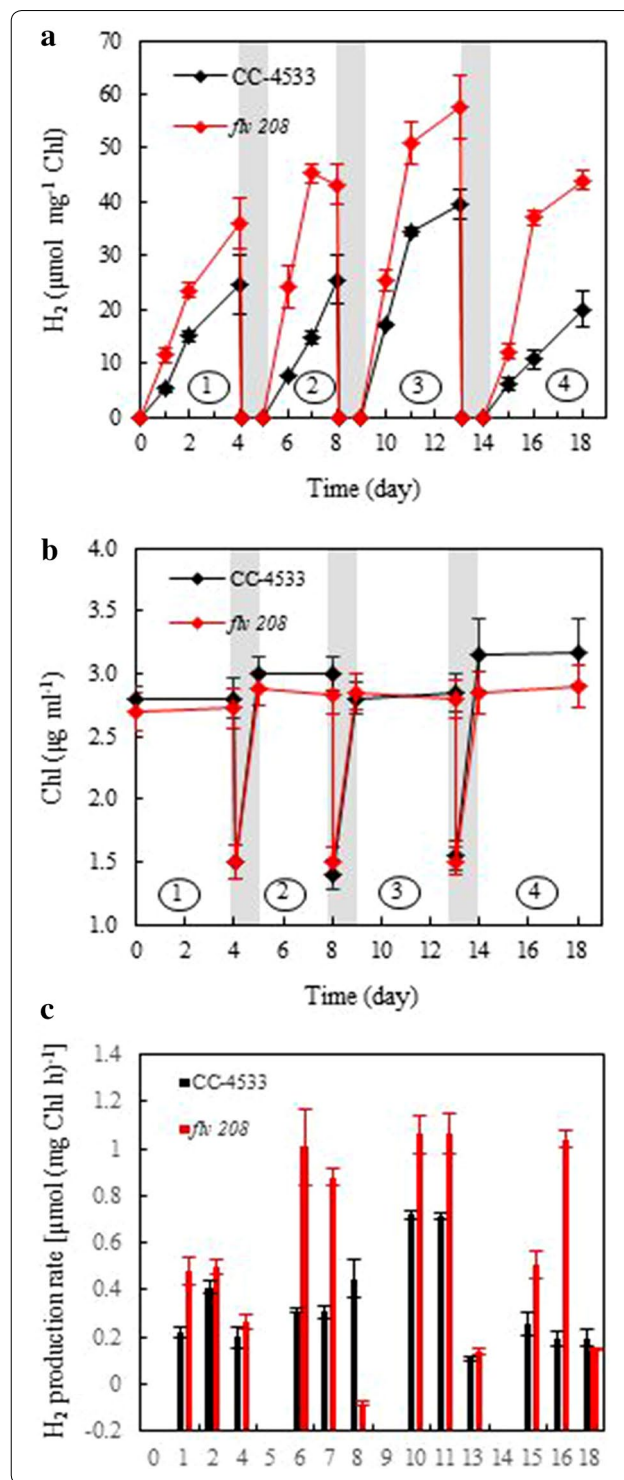 a
70
60
50
40
30
20
10
0
H₂ (µmol mg⁻¹ Chl)
CC-4533
flv 208
1 2 3 4
0 2 4 6 8 10 12 14 16 18
Time (day)
b
4.0
3.5
3.0
2.5
2.0
1.5
1.0
Chl (µg ml⁻¹)
CC-4533
flv 208
1 2 3 4
0 2 4 6 8 10 12 14 16 18
Time (day)
c
1.4
1.2
1
0.8
0.6
0.4
0.2
0
-0.2
H₂ production rate [µmol (mg Chl h)⁻¹]
CC-4533
flv 208
0 1 2 4 5 6 7 8 9 10 11 13 14 15 16 18